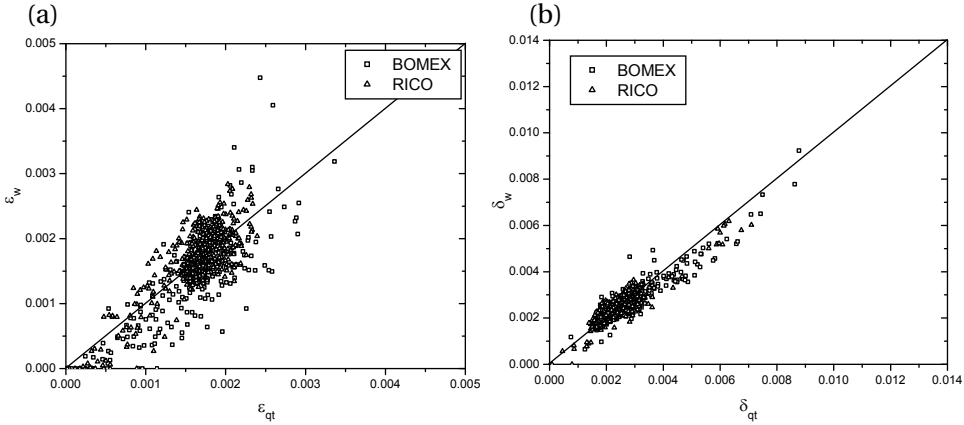 (a)
0.005
0.004
0.003
0.002
0.001
0.000
ε_w
BOMEX
RICO
0.000 0.001 0.002 0.003 0.004 0.005
ε_qt
(b)
0.014
0.012
0.010
0.008
0.006
0.004
0.002
0.000
δ_w
BOMEX
RICO
0.000 0.002 0.004 0.006 0.008 0.010 0.012 0.014
δ_qt